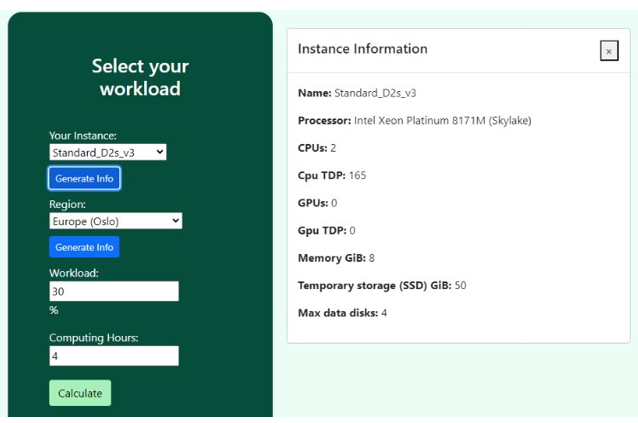 Select your
workload
Your Instance:
Standard_D2s_v3
Generate Info
Region:
Europe (Oslo)
Generate Info
Workload:
30
%
Computing Hours:
4
Calculate
Instance Information
×
Name: Standard_D2s_v3
Processor: Intel Xeon Platinum 8171M (Skylake)
CPUs: 2
Cpu TDP: 165
GPUs: 0
Gpu TDP: 0
Memory GiB: 8
Temporary storage (SSD) GiB: 50
Max data disks: 4